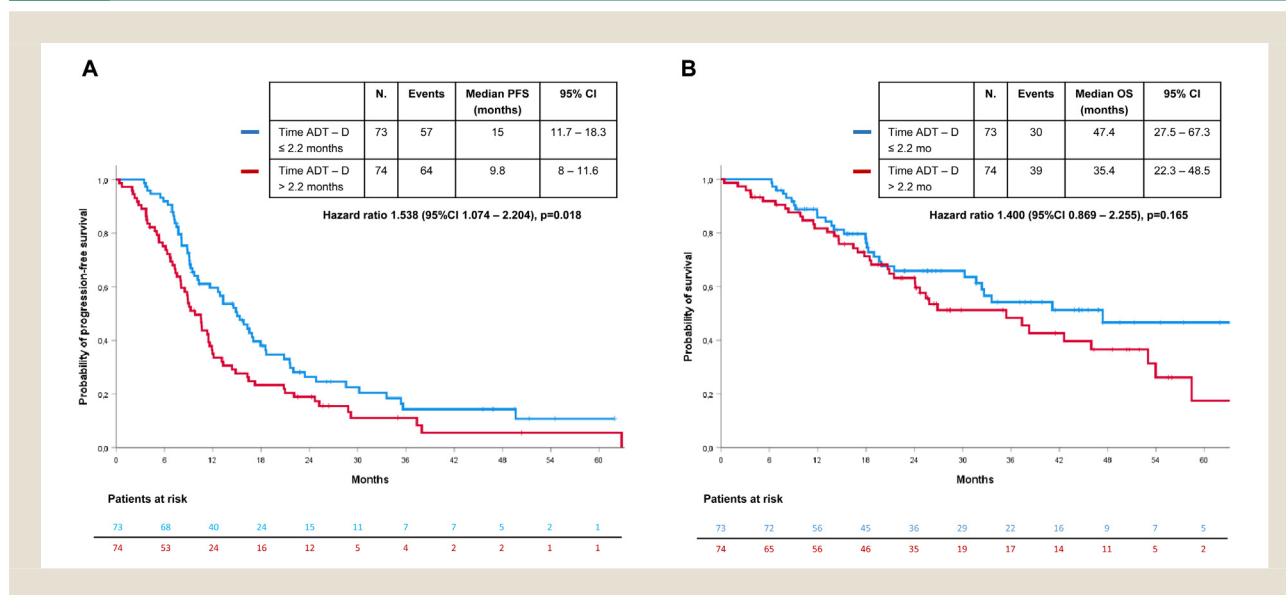 A
N. Events Median PFS (months) 95% CI
Time ADT – D ≤ 2.2 months 73 57 15 11.7 – 18.3
Time ADT – D > 2.2 months 74 64 9.8 8 – 11.6
Hazard ratio 1.538 (95%CI 1.074 – 2.204), p=0.018
Probability of progression-free survival
1,0
0,8
0,6
0,4
0,2
0,0
0 6 12 18 24 30 36 42 48 54 60
Months
Patients at risk
73 68 40 24 15 11 7 7 5 2 1
74 53 24 16 12 5 4 2 2 1 1
B
N. Events Median OS (months) 95% CI
Time ADT – D ≤ 2.2 mo 73 30 47.4 27.5 – 67.3
Time ADT – D > 2.2 mo 74 39 35.4 22.3 – 48.5
Hazard ratio 1.400 (95%CI 0.869 – 2.255), p=0.165
Probability of survival
1,0
0,8
0,6
0,4
0,2
0,0
0 6 12 18 24 30 36 42 48 54 60
Months
Patients at risk
73 72 56 45 36 29 22 16 9 7 5
74 65 56 46 35 19 17 14 11 5 2